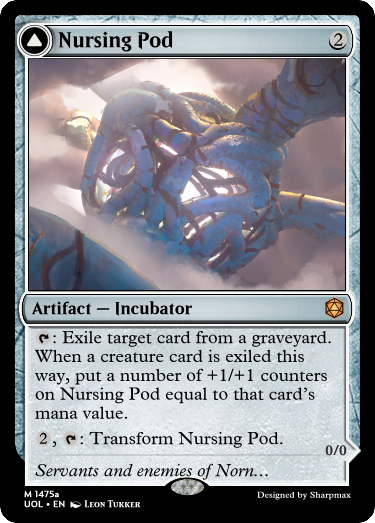 Nursing Pod 2
Artifact — Incubator
: Exile target card from a graveyard.
When a creature card is exiled this
way, put a number of +1/+1 counters
on Nursing Pod equal to that card's
mana value.
2 , : Transform Nursing Pod.
0/0
Servants and enemies of Norn…
M 1475a
UOL • EN Leon Tukker
Designed by Sharpmax